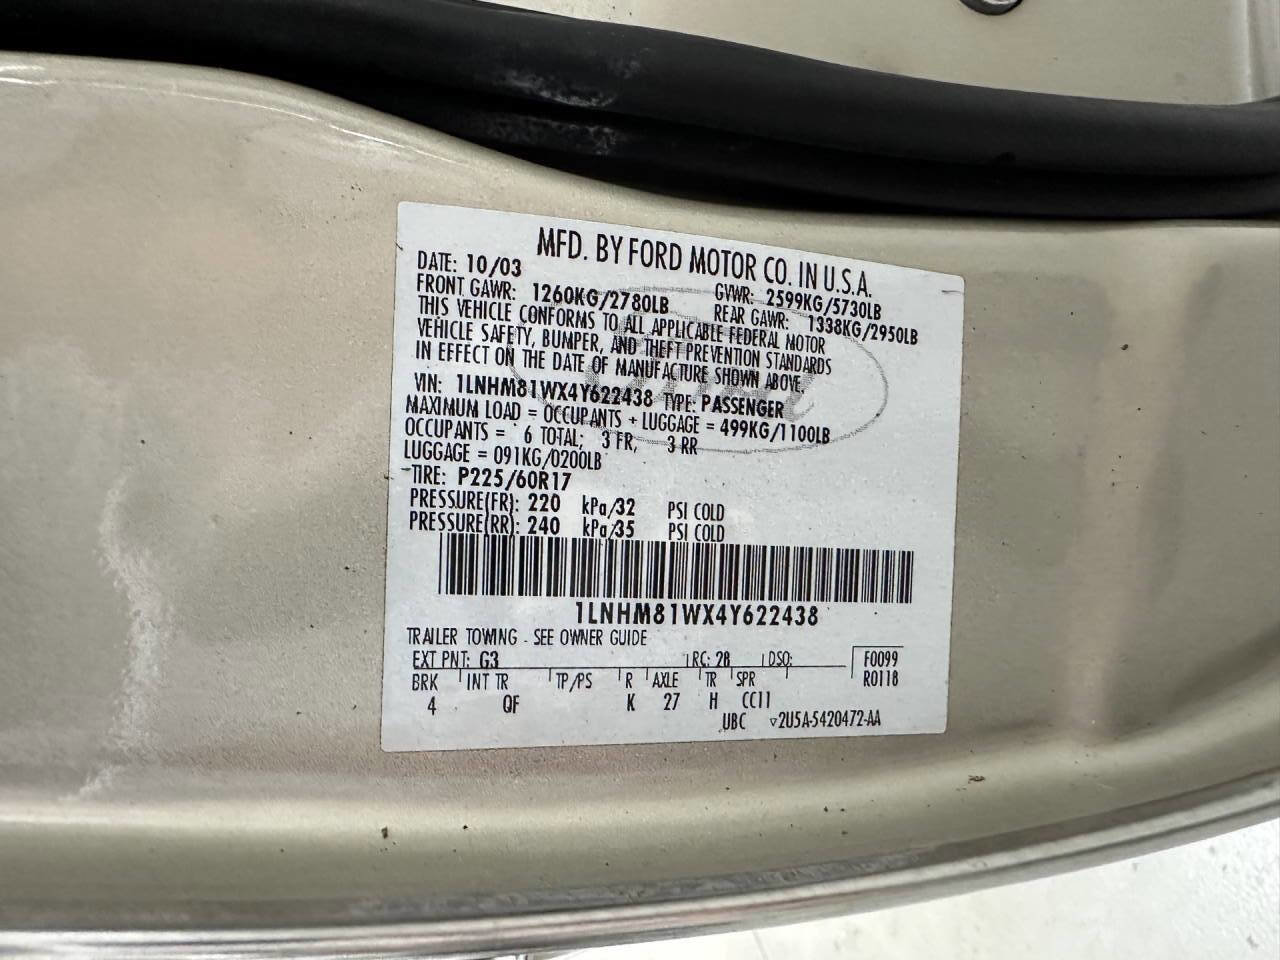 MFD. BY FORD MOTOR CO. IN U.S.A.
DATE: 10/03 GVWR: 2599KG/5730LB
FRONT GAWR: 1260KG/2780LB REAR GAWR: 1338KG/2950LB
THIS VEHICLE CONFORMS TO ALL APPLICABLE FEDERAL MOTOR
VEHICLE SAFETY, BUMPER, AND THEFT PREVENTION STANDARDS
IN EFFECT ON THE DATE OF MANUFACTURE SHOWN ABOVE.
VIN: 1LNHM81WX4Y622438 TYPE: PASSENGER
MAXIMUM LOAD = OCCUPANTS + LUGGAGE = 499KG/1100LB
OCCUPANTS = 6 TOTAL; 3 FR, 3 RR
LUGGAGE = 091KG/0200LB
TIRE: P225/60R17
PRESSURE(FR): 220 kPa/32 PSI COLD
PRESSURE(RR): 240 kPa/35 PSI COLD
1LNHM81WX4Y622438
TRAILER TOWING - SEE OWNER GUIDE
EXT PNT: G3 RC: 28 DSO: F0099
R0118
BRK INT TR TP/PS R AXLE TR SPR
4 QF K 27 H CC11
UBC ▽2U5A-5420472-AA